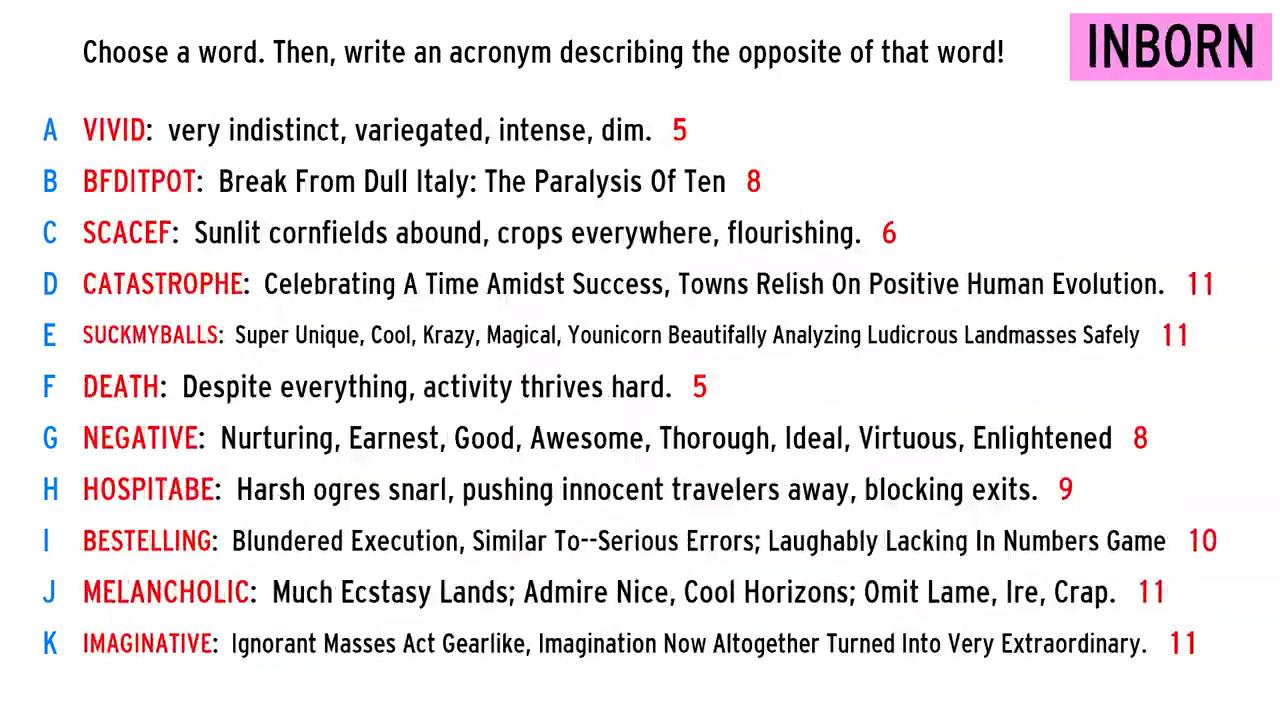 Choose a word. Then, write an acronym describing the opposite of that word!
INBORN
A VIVID: very indistinct, variegated, intense, dim. 5
B BFDITPOT: Break From Dull Italy: The Paralysis Of Ten 8
C SCACEF: Sunlit cornfields abound, crops everywhere, flourishing. 6
D CATASTROPHE: Celebrating A Time Amidst Success, Towns Relish On Positive Human Evolution. 11
E SUCKMYBALLS: Super Unique, Cool, Krazy, Magical, Younicorn Beautifally Analyzing Ludicrous Landmasses Safely 11
F DEATH: Despite everything, activity thrives hard. 5
G NEGATIVE: Nurturing, Earnest, Good, Awesome, Thorough, Ideal, Virtuous, Enlightened 8
H HOSPITABE: Harsh ogres snarl, pushing innocent travelers away, blocking exits. 9
I BESTELLING: Blundered Execution, Similar To--Serious Errors; Laughably Lacking In Numbers Game 10
J MELANCHOLIC: Much Ecstasy Lands; Admire Nice, Cool Horizons; Omit Lame, Ire, Crap. 11
K IMAGINATIVE: Ignorant Masses Act Gearlike, Imagination Now Altogether Turned Into Very Extraordinary. 11